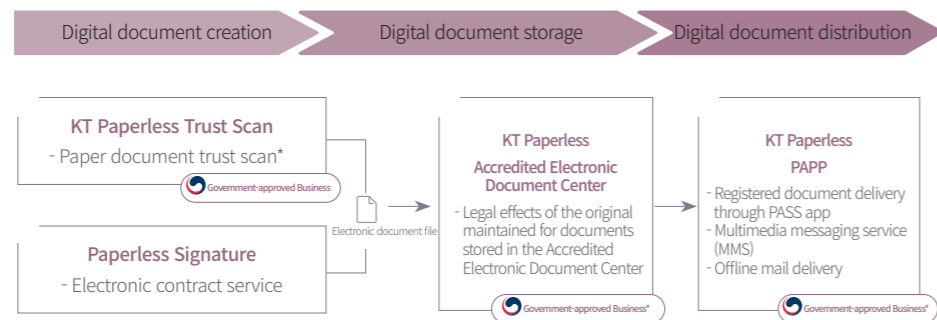 Digital document creation
Digital document storage
Digital document distribution
KT Paperless Trust Scan
- Paper document trust scan*
Government-approved Business
Paperless Signature
- Electronic contract service
Electronic document file
KT Paperless
Accredited Electronic
Document Center
- Legal effects of the original
maintained for documents
stored in the Accredited
Electronic Document Center
Government-approved Business*
KT Paperless
PAPP
- Registered document delivery
through PASS app
- Multimedia messaging service
(MMS)
- Offline mail delivery
Government-approved Business*